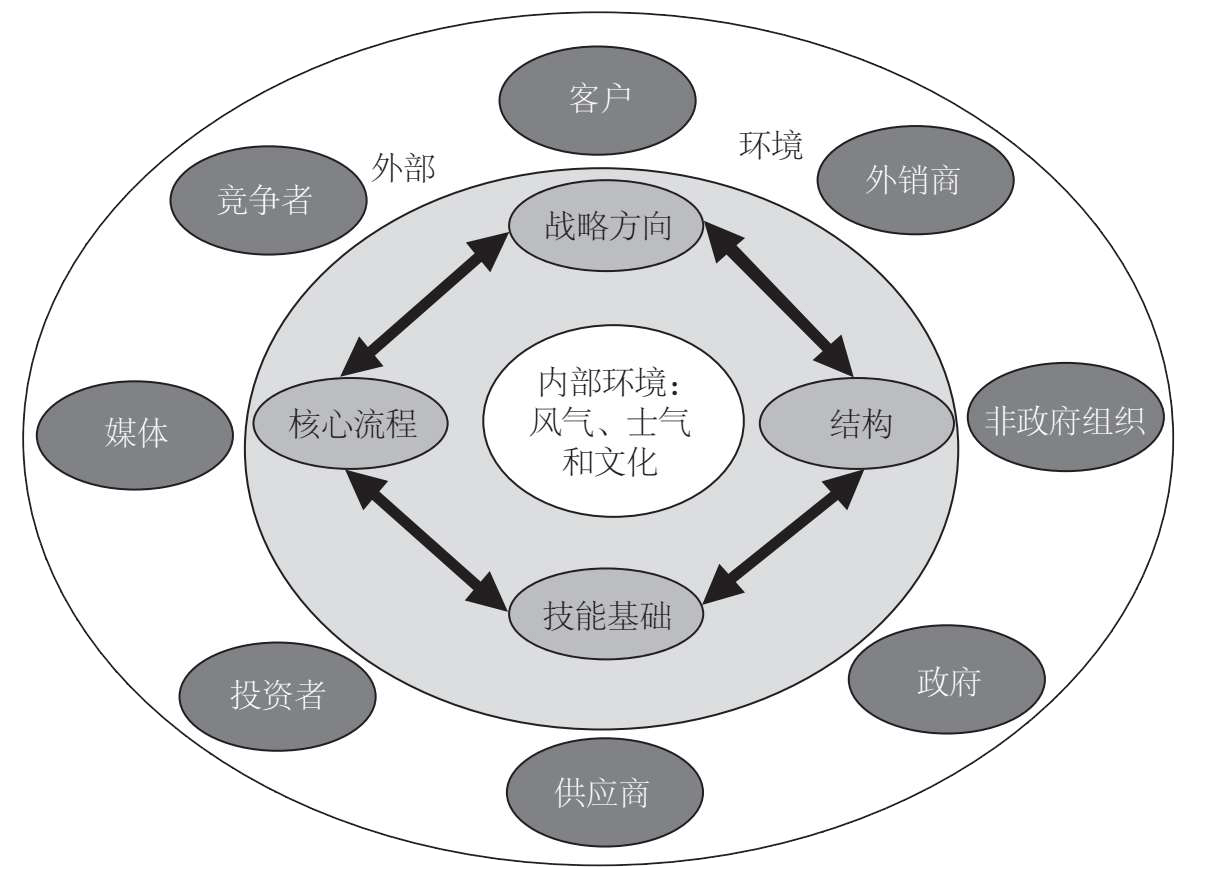 客户
环境
外部
外销商
竞争者
战略方向
内部环境：
风气、士气
和文化
媒体
核心流程
结构
非政府组织
技能基础
投资者
政府
供应商